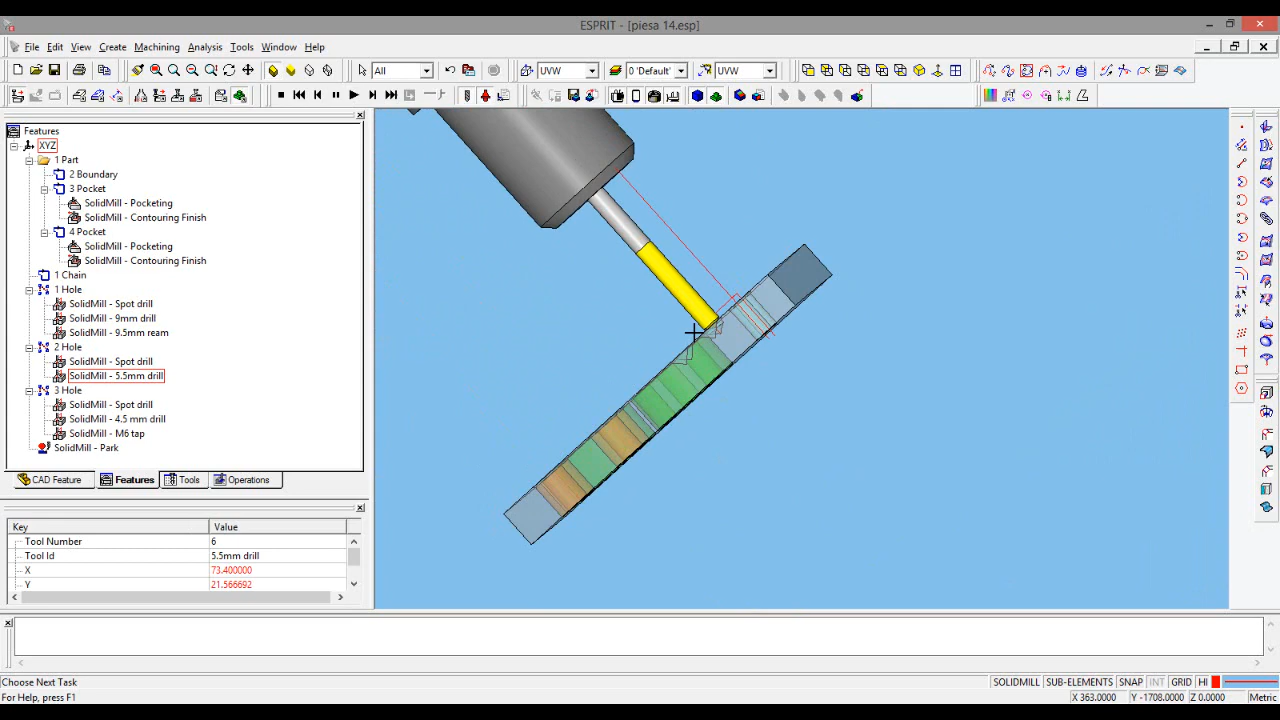 ESPRIT - [piesa 14.esp]
File Edit View Create Machining Analysis Tools Window Help
All UVW 0 'Default' UVW
Features
XYZ
1 Part
2 Boundary
3 Pocket
SolidMill - Pocketing
SolidMill - Contouring Finish
4 Pocket
SolidMill - Pocketing
SolidMill - Contouring Finish
1 Chain
1 Hole
SolidMill - Spot drill
SolidMill - 9mm drill
SolidMill - 9.5mm ream
2 Hole
SolidMill - Spot drill
SolidMill - 5.5mm drill
3 Hole
SolidMill - Spot drill
SolidMill - 4.5 mm drill
SolidMill - M6 tap
SolidMill - Park
CAD Feature Features Tools Operations
Key Value
Tool Number 6
Tool Id 5.5mm drill
X 73.400000
Y 21.566692
Choose Next Task SOLIDMILL SUB-ELEMENTS SNAP INT GRID HI
For Help, press F1 X 363.0000 Y -1708.0000 Z 0.0000 Metric